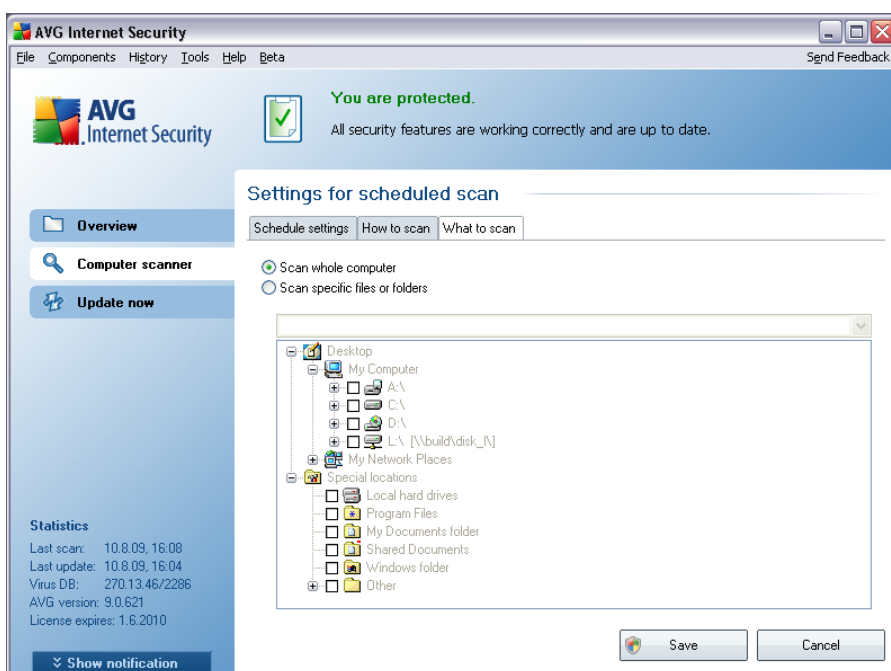 AVG Internet Security
File Components History Tools Help Beta Send Feedback
AVG
Internet Security
You are protected.
All security features are working correctly and are up to date.
Settings for scheduled scan
Overview
Computer scanner
Update now
Schedule settings How to scan What to scan
Scan whole computer
Scan specific files or folders
Desktop
My Computer
A:\
C:\
D:\
L:\ [\\build\disk_l\]
My Network Places
Special locations
Local hard drives
Program Files
My Documents folder
Shared Documents
Windows folder
Other
Statistics
Last scan: 10.8.09, 16:08
Last update: 10.8.09, 16:04
Virus DB: 270.13.46/2286
AVG version: 9.0.621
License expires: 1.6.2010
Show notification
Save Cancel